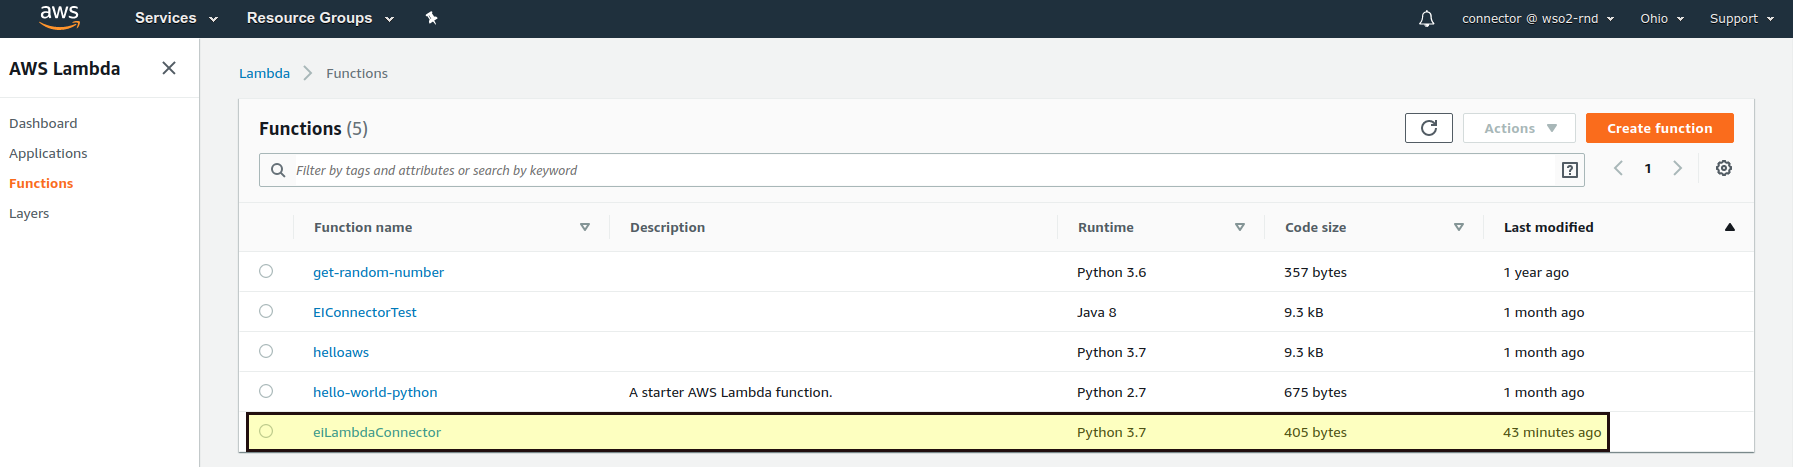 aws Services Resource Groups connector @ wso2-rnd Ohio Support
AWS Lambda
Dashboard
Applications
Functions
Layers
Lambda Functions
Functions (5) Actions Create function
Filter by tags and attributes or search by keyword ? 1
Function name Description Runtime Code size Last modified
get-random-number Python 3.6 357 bytes 1 year ago
EIConnectorTest Java 8 9.3 kB 1 month ago
helloaws Python 3.7 9.3 kB 1 month ago
hello-world-python A starter AWS Lambda function. Python 2.7 675 bytes 1 month ago
eiLambdaConnector Python 3.7 405 bytes 43 minutes ago